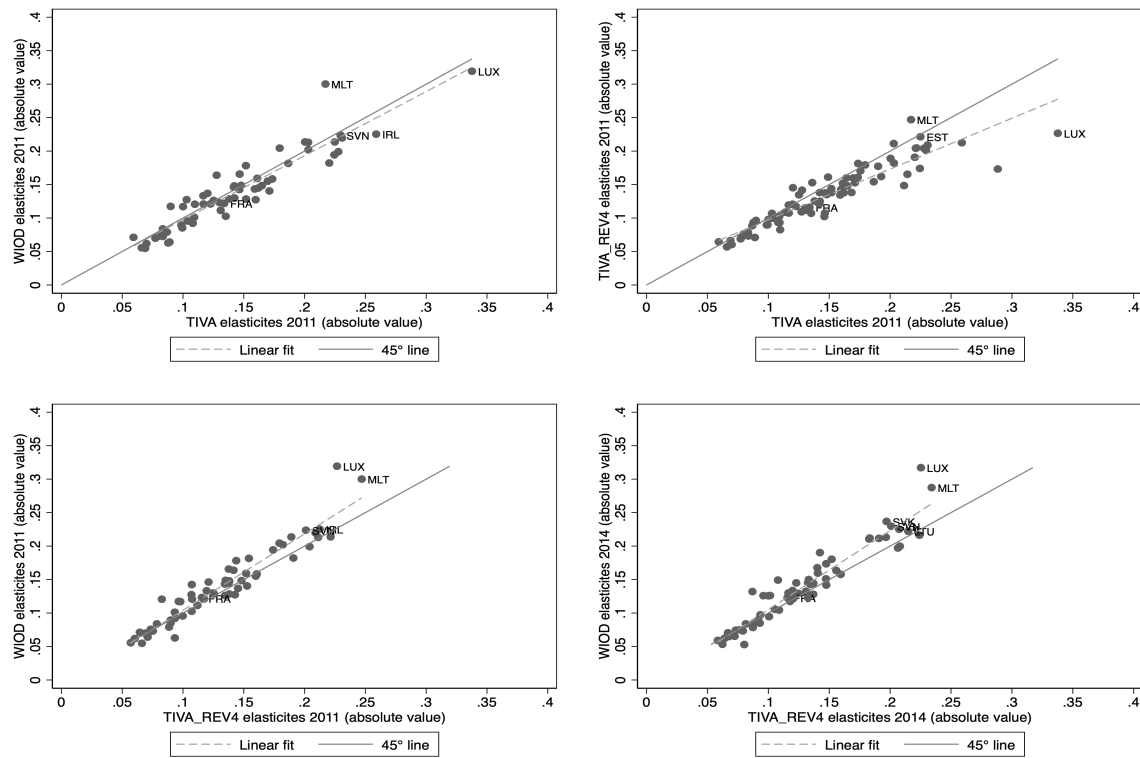 WIOD elasticites 2011 (absolute value)
0 .05 .1 .15 .2 .25 .3 .35 .4
MLT
LUX
SVN
IRL
FRA
0 .05 .1 .15 .2 .25 .3 .35 .4
TIVA elasticites 2011 (absolute value)
Linear fit 45° line
TIVA_REV4 elasticites 2011 (absolute value)
0 .05 .1 .15 .2 .25 .3 .35 .4
MLT
EST
LUX
FRA
0 .05 .1 .15 .2 .25 .3 .35 .4
TIVA elasticites 2011 (absolute value)
Linear fit 45° line
WIOD elasticites 2011 (absolute value)
0 .05 .1 .15 .2 .25 .3 .35 .4
LUX
MLT
IRL
FRA
0 .05 .1 .15 .2 .25 .3 .35 .4
TIVA_REV4 elasticites 2011 (absolute value)
Linear fit 45° line
WIOD elasticites 2014 (absolute value)
0 .05 .1 .15 .2 .25 .3 .35 .4
LUX
MLT
SVK
SVN
LTU
FRA
0 .05 .1 .15 .2 .25 .3 .35 .4
TIVA_REV4 elasticites 2014 (absolute value)
Linear fit 45° line